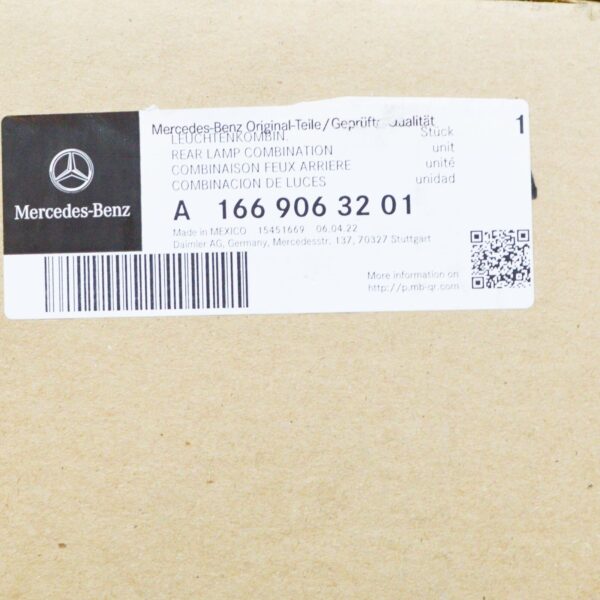 Mercedes-Benz Original-Teile/Geprüfte Qualität
LEUCHTENKOMBIN. Stück 1
REAR LAMP COMBINATION unit
COMBINAISON FEUX ARRIERE unité
COMBINACION DE LUCES unidad
Mercedes-Benz
A 166 906 32 01
Made in MEXICO 15451669 06.04.22
Daimler AG, Germany, Mercedesstr. 137, 70327 Stuttgart
More information on
http://p.mb-qr.com